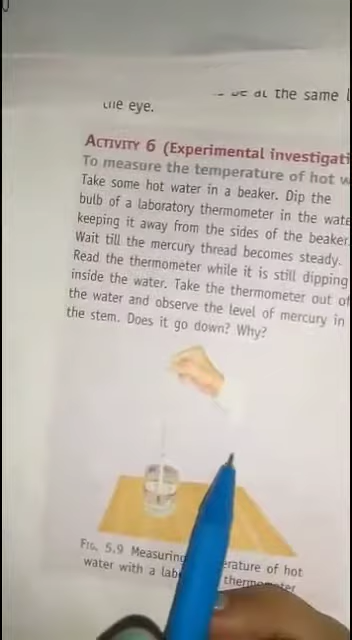 at the same
the eye.
ACTIVITY 6 (Experimental
To measure the temperature of hot
Take some hot water in a beaker. Dip the
bulb of a laboratory thermometer in the
keeping it away from the sides of the beaker.
Wait till the mercury thread becomes steady.
Read the thermometer while it is still dipping
inside the water. Take the thermometer out of
the water and observe the level of mercury in
the stem. Does it go down? Why?
FIG. 5.9 Measuring of hot
water with a thermometer